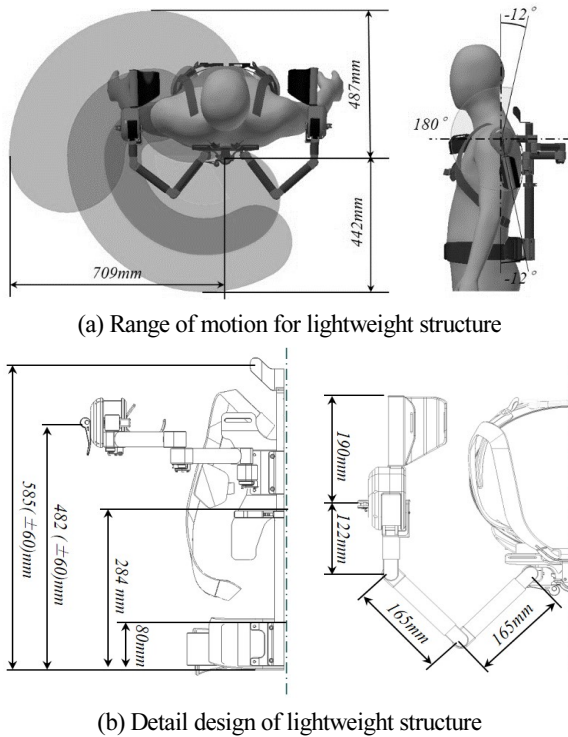 -12°
487mm
180°
442mm
709mm
-12°
(a) Range of motion for lightweight structure
190mm
122mm
585(±60)mm
482 (±60)mm
284 mm
80mm
165mm
165mm
(b) Detail design of lightweight structure